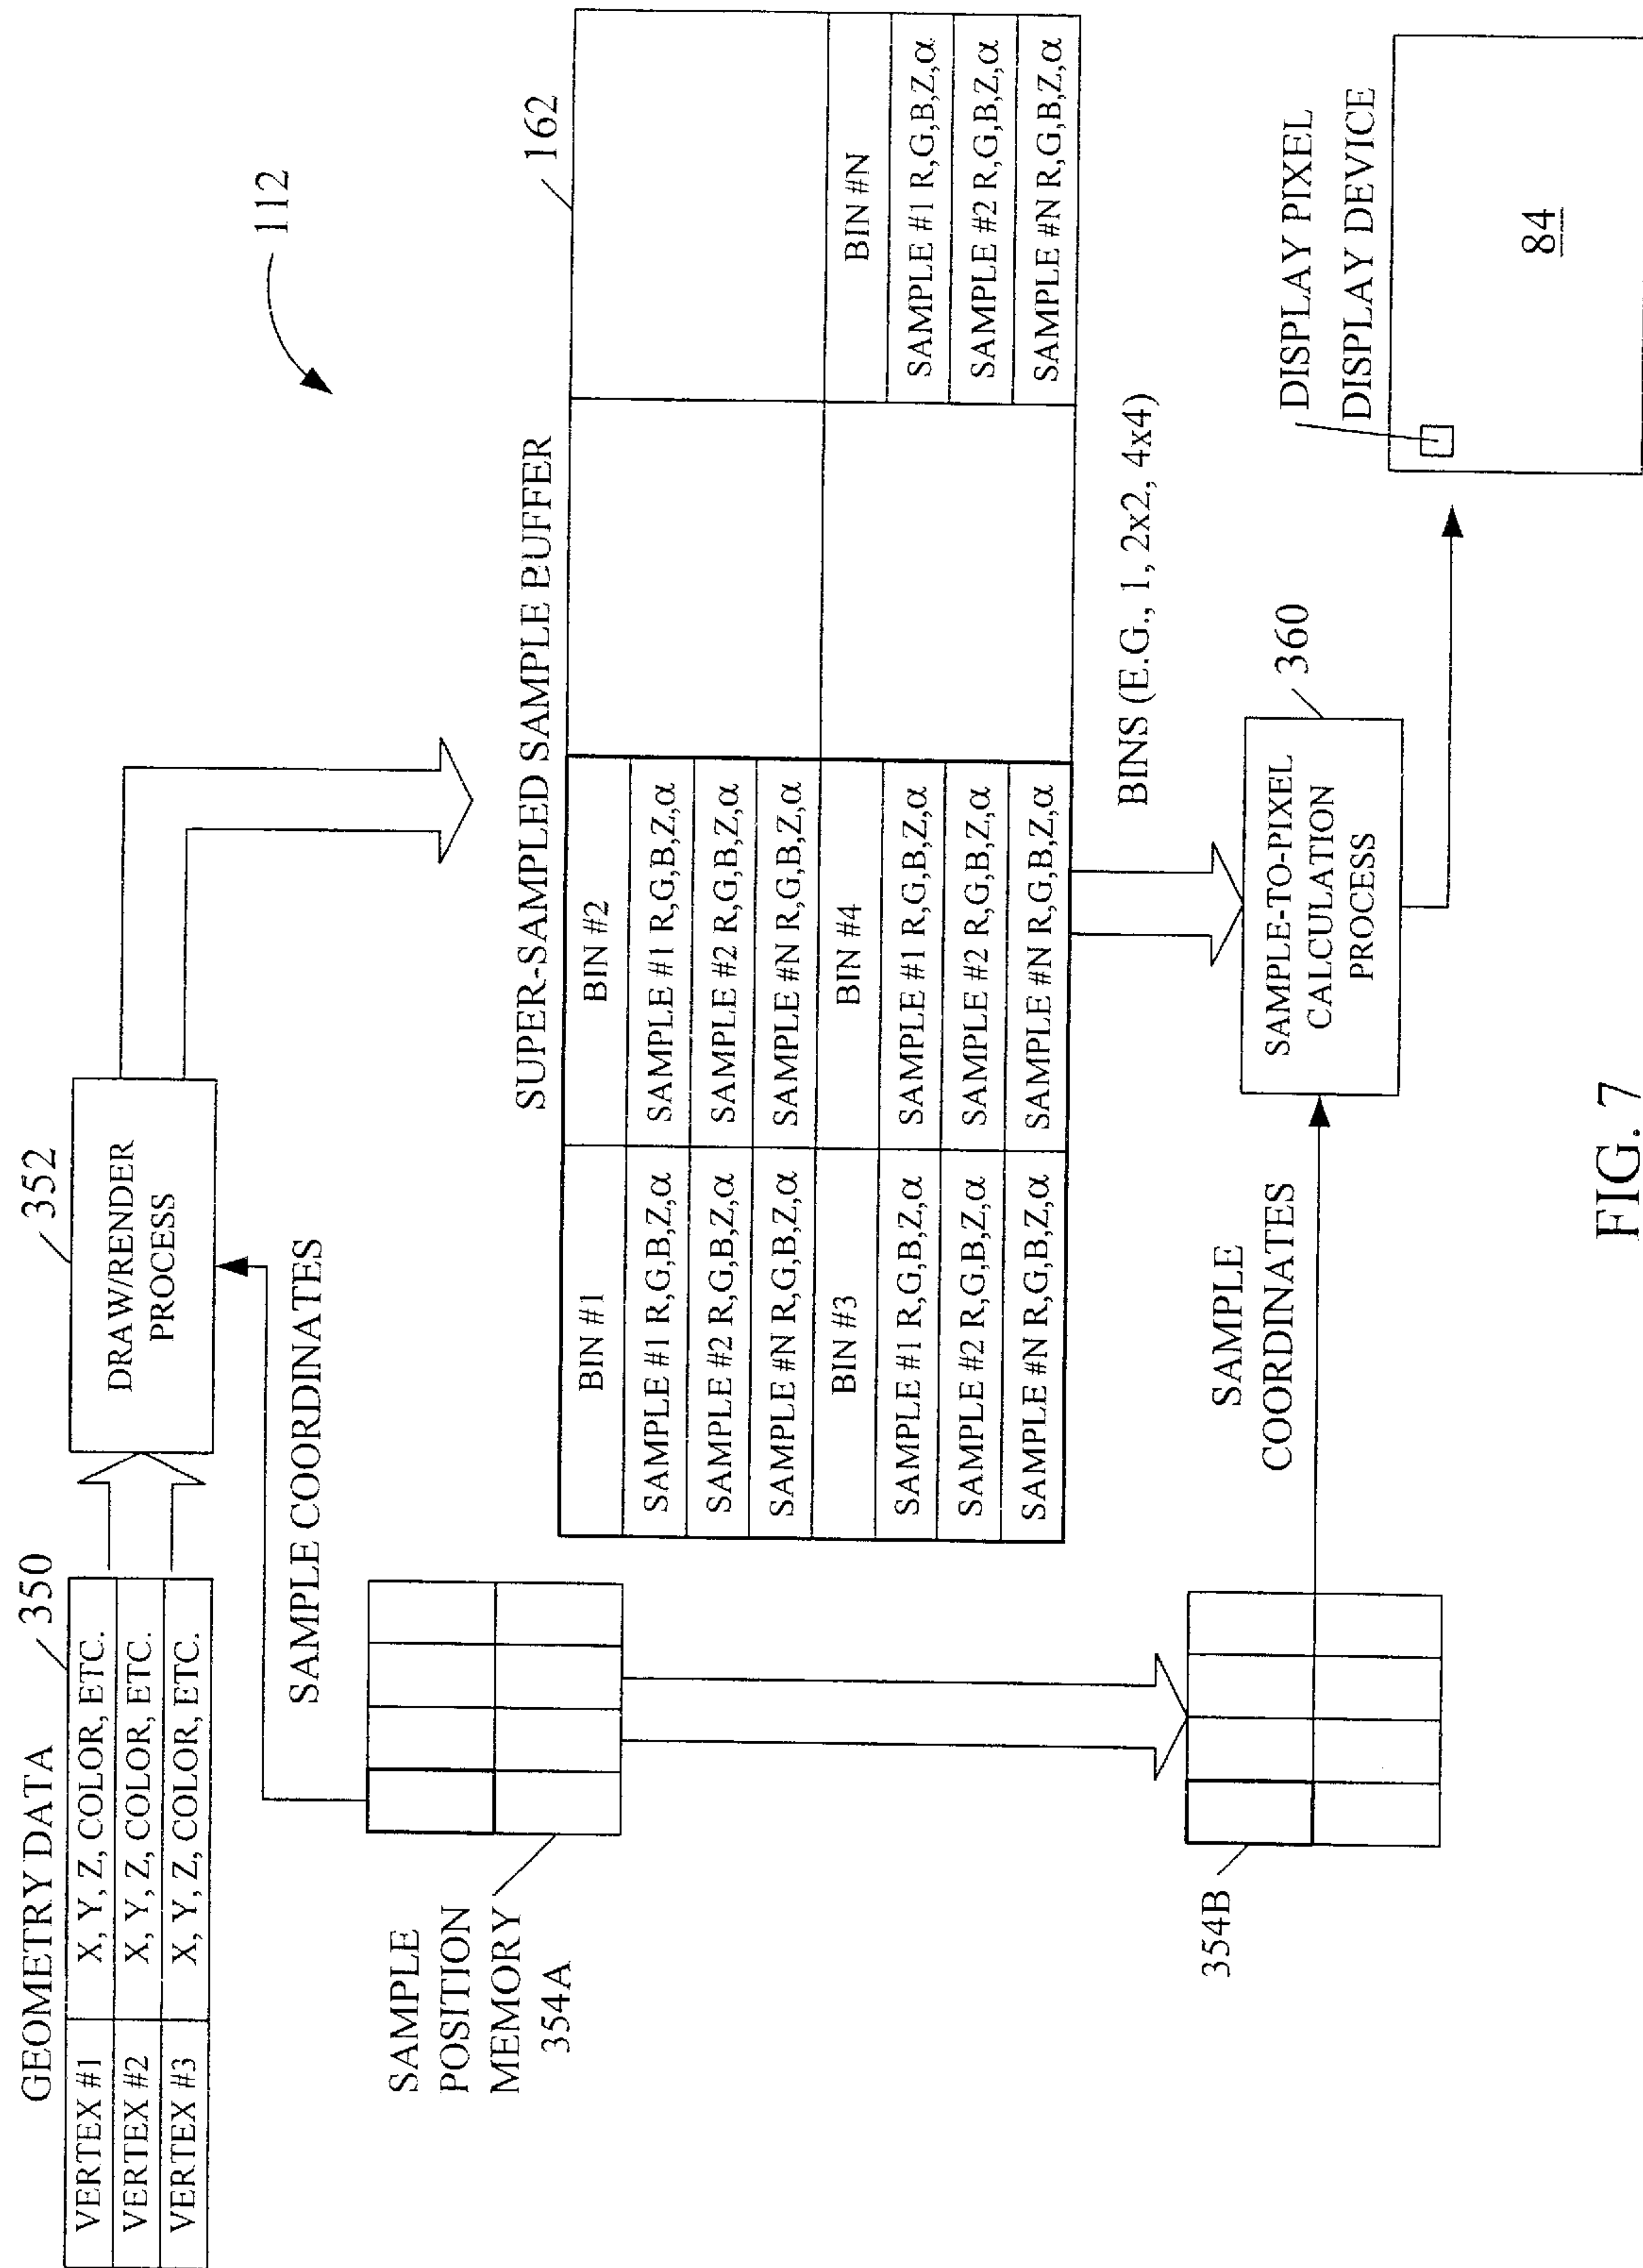 112
GEOMETRY DATA
350
VERTEX #1 X, Y, Z, COLOR, ETC.
VERTEX #2 X, Y, Z, COLOR, ETC.
VERTEX #3 X, Y, Z, COLOR, ETC.
352
DRAW/RENDER
PROCESS
SAMPLE COORDINATES
SAMPLE
POSITION
MEMORY
354A
SUPER-SAMPLED SAMPLE BUFFER
162
BIN #1
SAMPLE #1 R,G,B,Z,α
SAMPLE #2 R,G,B,Z,α
SAMPLE #N R,G,B,Z,α
BIN #2
SAMPLE #1 R,G,B,Z,α
SAMPLE #2 R,G,B,Z,α
SAMPLE #N R,G,B,Z,α
BIN #3
SAMPLE #1 R,G,B,Z,α
SAMPLE #2 R,G,B,Z,α
SAMPLE #N R,G,B,Z,α
BIN #4
SAMPLE #1 R,G,B,Z,α
SAMPLE #2 R,G,B,Z,α
SAMPLE #N R,G,B,Z,α
BIN #N
SAMPLE #1 R,G,B,Z,α
SAMPLE #2 R,G,B,Z,α
SAMPLE #N R,G,B,Z,α
BINS (E.G., 1, 2x2, 4x4)
354B
SAMPLE
COORDINATES
360
SAMPLE-TO-PIXEL
CALCULATION
PROCESS
DISPLAY PIXEL
DISPLAY DEVICE
84
FIG. 7